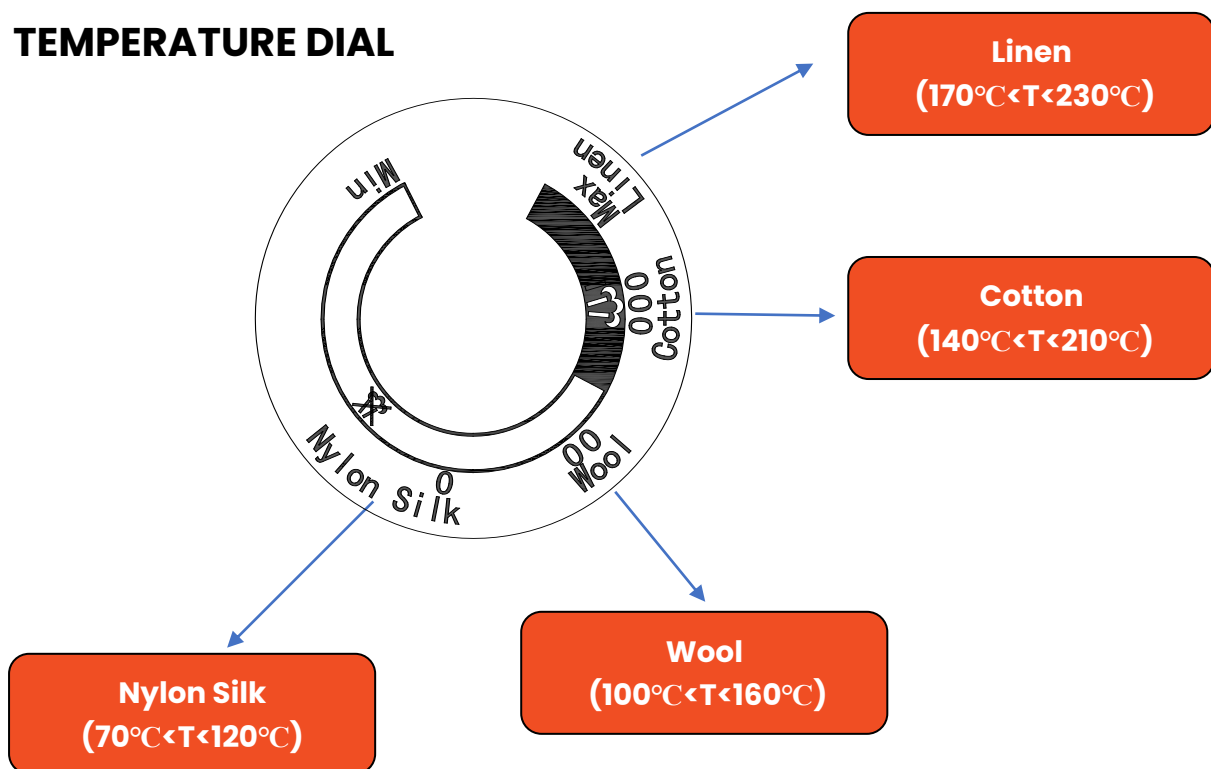 TEMPERATURE DIAL
Linen
(170℃<T<230℃)
Min
Max
Linen
000
Cotton
Cotton
(140℃<T<210℃)
00
Wool
0
Nylon Silk
Wool
(100℃<T<160℃)
Nylon Silk
(70℃<T<120℃)